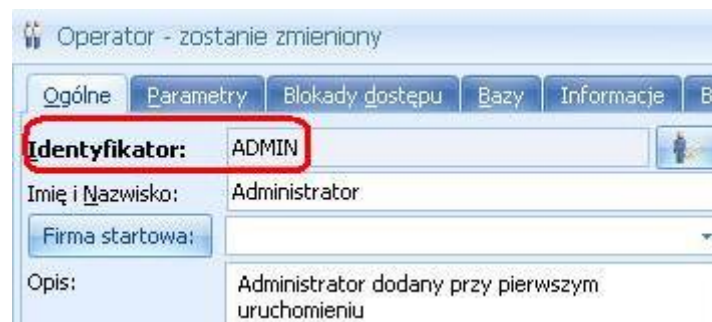 Operator - zostanie zmieniony
Ogólne Parametry Blokady dostępu Bazy Informacje
Identyfikator: ADMIN
Imię i Nazwisko: Administrator
Firma startowa:
Opis: Administrator dodany przy pierwszym
uruchomieniu